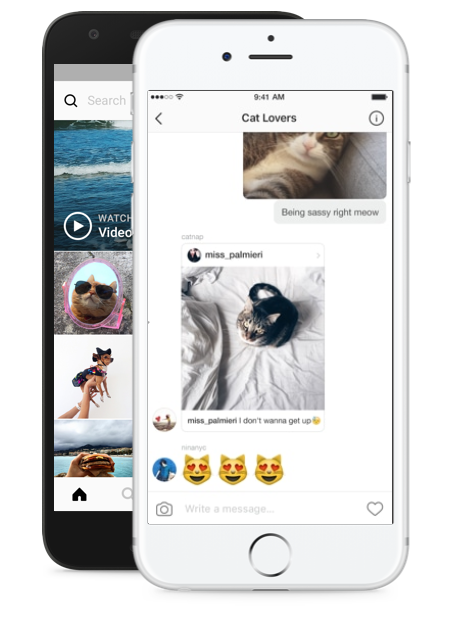 Search
WATCH
Video
9:41 AM
Cat Lovers
Being sassy right meow
catnap
miss_palmieri
miss_palmieri I don't wanna get up
ninanyc
Write a message...